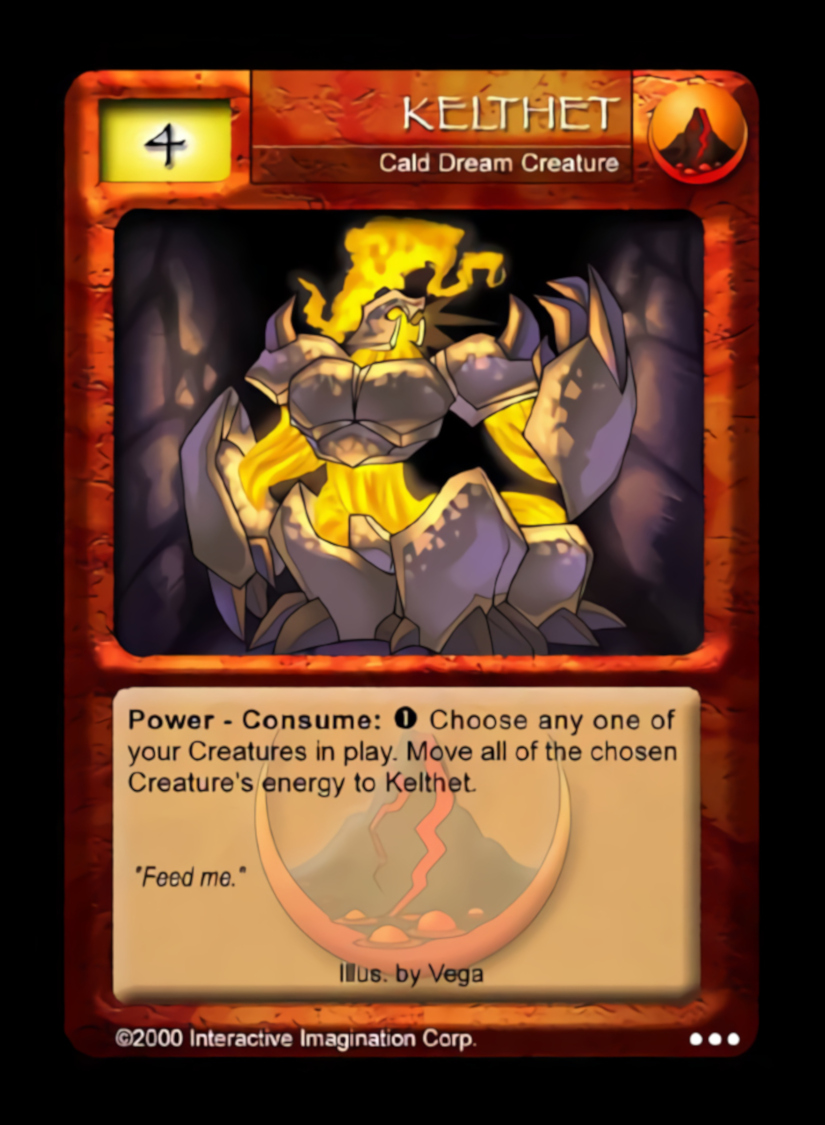 4
KELTHET
Cald Dream Creature
Power - Consume: 0 Choose any one of
your Creatures in play. Move all of the chosen
Creature's energy to Kelthet.
"Feed me."
Illus. by Vega
©2000 Interactive Imagination Corp.